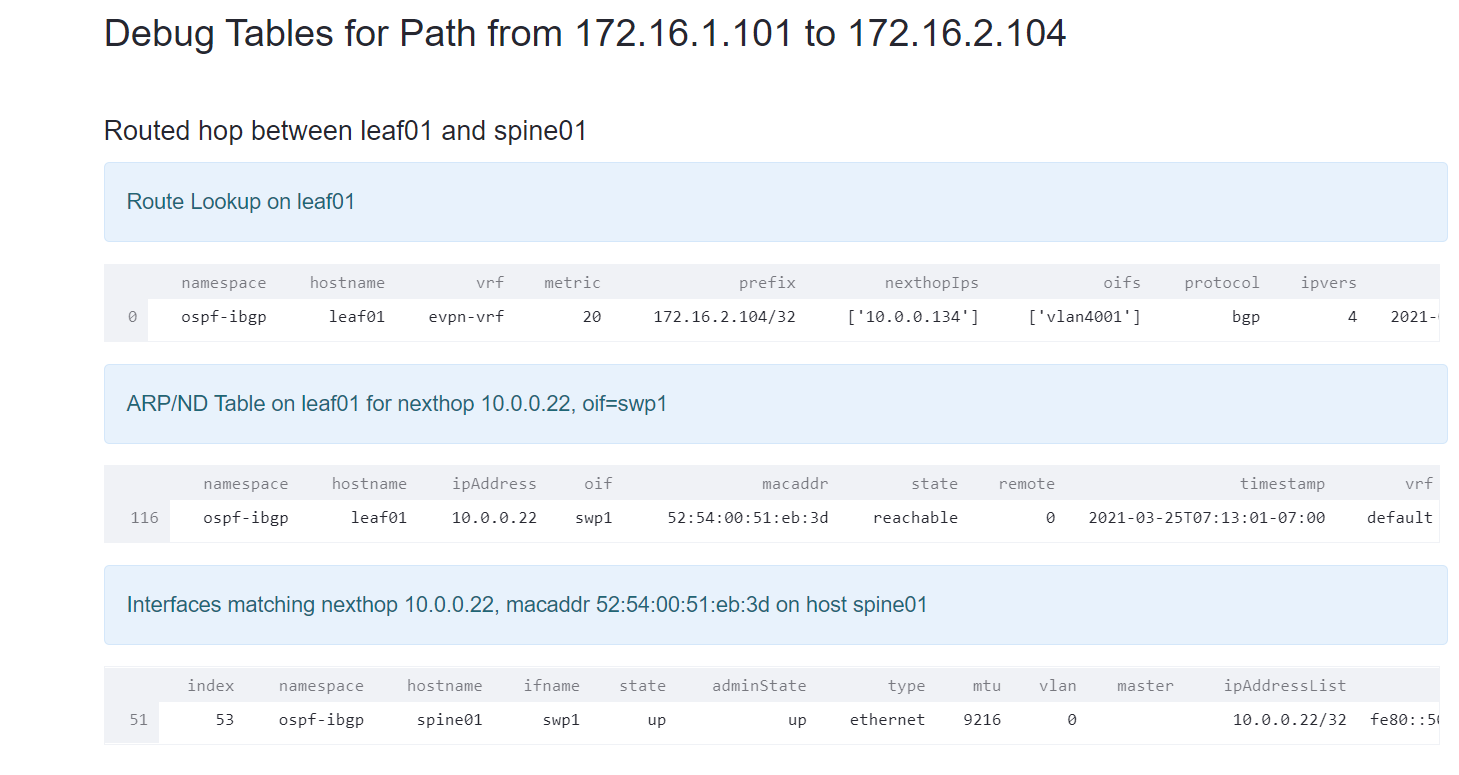 Debug Tables for Path from 172.16.1.101 to 172.16.2.104
Routed hop between leaf01 and spine01
Route Lookup on leaf01
namespace hostname vrf metric prefix nexthopIps oifs protocol ipvers
0 ospf-ibgp leaf01 evpn-vrf 20 172.16.2.104/32 ['10.0.0.134'] ['vlan4001'] bgp 4 2021-
ARP/ND Table on leaf01 for nexthop 10.0.0.22, oif=swp1
namespace hostname ipAddress oif macaddr state remote timestamp vrf
116 ospf-ibgp leaf01 10.0.0.22 swp1 52:54:00:51:eb:3d reachable 0 2021-03-25T07:13:01-07:00 default
Interfaces matching nexthop 10.0.0.22, macaddr 52:54:00:51:eb:3d on host spine01
index namespace hostname ifname state adminState type mtu vlan master ipAddressList
51 53 ospf-ibgp spine01 swp1 up up ethernet 9216 0 10.0.0.22/32 fe80::5